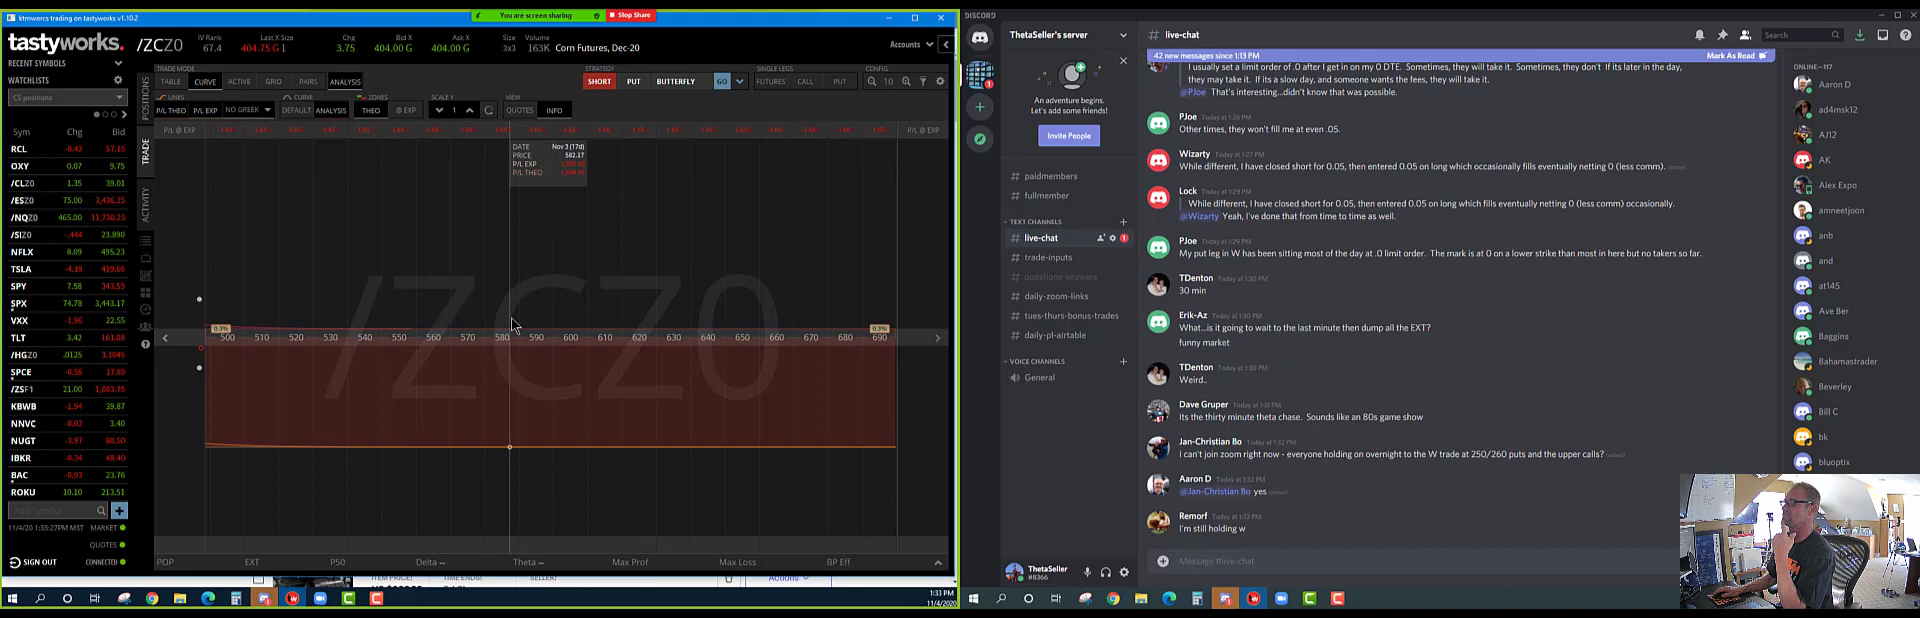 ktmworcs trading on tastyworks v1.10.2
You are screen sharing
Stop Share
tastyworks.
/ZCZ0
IV Rank
67.4
Last X Size
404.75 G 1
Chg
3.75
Bid X
404.00 G
Ask X
404.00 G
Size
3x3
Volume
163K
Corn Futures, Dec-20
Accounts
RECENT SYMBOLS
WATCHLISTS
CS positions
TRADE MODE
TABLE
CURVE
ACTIVE
GRID
PAIRS
ANALYSIS
STRATEGY
SHORT
PUT
BUTTERFLY
GO
SINGLE LEGS
FUTURES
CALL
PUT
CONFIG
10
LINES
P/L THEO
P/L EXP
NO GREEK
CURVE
DEFAULT
ANALYSIS
ZONES
THEO
@ EXP
SCALE Y
1
VIEW
QUOTES
INFO
POSITIONS
TRADE
ACTIVITY
P/L @ EXP
P/L @ EXP
DATE Nov 3 (17d)
PRICE 582.17
P/L EXP
P/L THEO
Sym Chg Bid
RCL -0.42 57.15
OXY 0.07 9.75
/CLZ0 1.35 39.01
/ESZ0 75.00 3,436.25
/NQZ0 465.00 11,730.25
/SIZ0 -.444 23.890
NFLX 8.09 495.23
TSLA -4.19 419.66
SPY 7.58 343.59
SPX 74.78 3,443.17
VXX -1.96 22.55
TLT 3.42 161.08
/HGZ0 .0125 3.1045
SPCE -0.56 17.89
/ZSF1 21.00 1,083.75
KBWB -1.94 39.87
NNVC -0.02 3.40
NUGT -3.97 80.50
IBKR -0.34 48.40
BAC -0.93 23.76
ROKU 10.10 213.51
Add Symbol
11/4/20 1:33:27PM MST MARKET
QUOTES
SIGN OUT
CONNECTED
/ZCZ0
0.3%
500 510 520 530 540 550 560 570 580 590 600 610 620 630 640 650 660 670 680 690
0.3%
POP EXT P50 Delta Theta Max Prof Max Loss BP Eff
ITEM PRICE: TIME ENDS: SELLER:
Actions
1:33 PM
11/4/2020
DISCORD
ThetaSeller's server
An adventure begins.
Let's add some friends!
Invite People
# paidmembers
# fullmember
TEXT CHANNELS
# live-chat 1
# trade-inputs
# questions-answers
# daily-zoom-links
# tues-thurs-bonus-trades
# daily-pl-airtable
VOICE CHANNELS
General
ThetaSeller
#8366
# live-chat
Search
42 new messages since 1:13 PM
Mark As Read
I usually set a limit order of .0 after I get in on my 0 DTE. Sometimes, they will take it. Sometimes, they don't If its later in the day,
they may take it. If its a slow day, and someone wants the fees, they will take it.
@PJoe That's interesting...didn't know that was possible.
PJoe Today at 1:26 PM
Other times, they won't fill me at even .05.
Wizarty Today at 1:27 PM
While different, I have closed short for 0.05, then entered 0.05 on long which occasionally fills eventually netting 0 (less comm). (edited)
Lock Today at 1:29 PM
While different, I have closed short for 0.05, then entered 0.05 on long which fills eventually netting 0 (less comm) occasionally.
@Wizarty Yeah, I've done that from time to time as well.
PJoe Today at 1:29 PM
My put leg in W has been sitting most of the day at .0 limit order. The mark is at 0 on a lower strike than most in here but no takers so far.
TDenton Today at 1:30 PM
30 min
Erik-Az Today at 1:30 PM
What...is it going to wait to the last minute then dump all the EXT?
funny market
TDenton Today at 1:30 PM
Weird..
Dave Gruper Today at 1:31 PM
Its the thirty minute theta chase. Sounds like an 80s game show
Jan-Christian Bo Today at 1:32 PM
I can't join zoom right now - everyone holding on overnight to the W trade at 250/260 puts and the upper calls? (edited)
Aaron D Today at 1:32 PM
@Jan-Christian Bo yes (edited)
Remorf Today at 1:33 PM
I'm still holding w
Message #live-chat
ONLINE—117
Aaron D
ad4msk12
AJ12
AK
Alex Expo
amneetjoon
anb
and
at145
Ave Ber
Baggins
Bahamastrader
Beverley
Bill C
bk
bluoptix